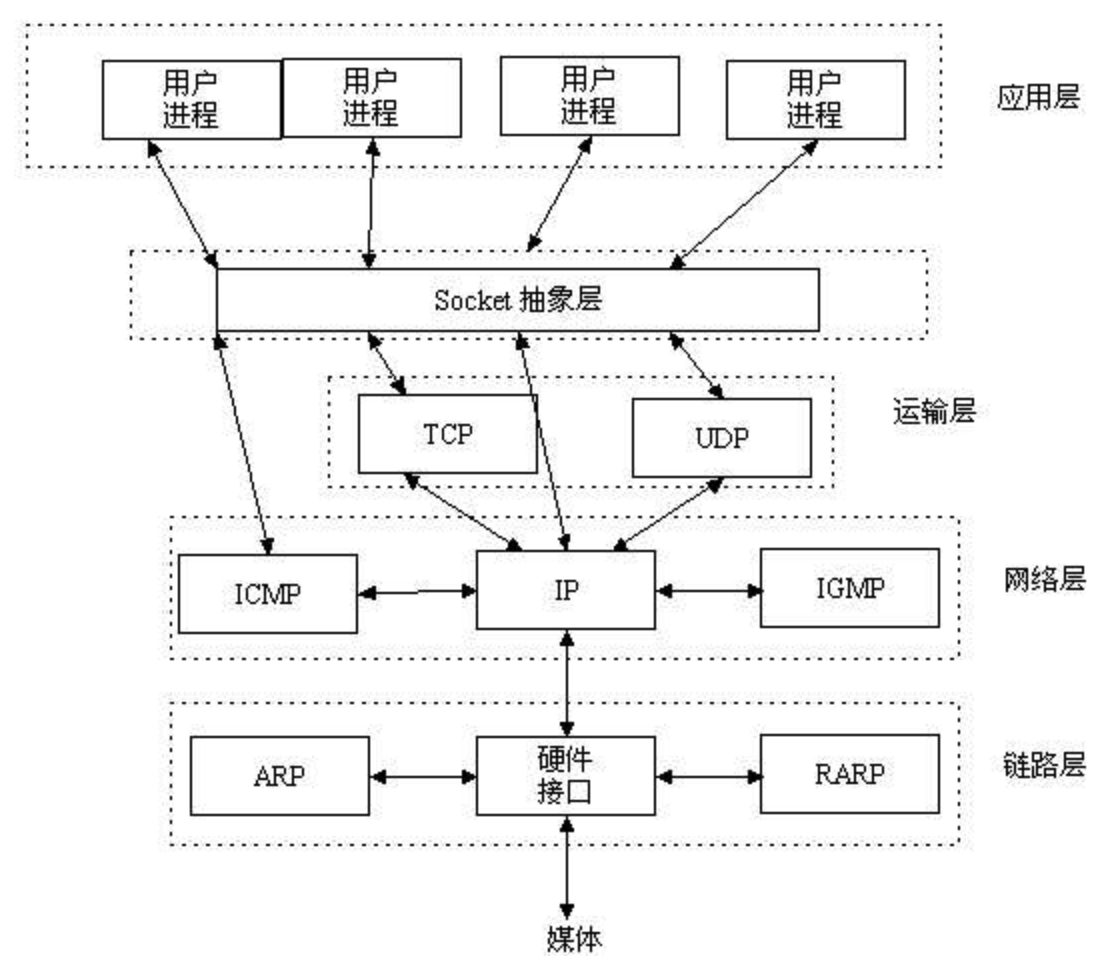 用户 用户 用户 用户
进程 进程 进程 进程
应用层
Socket 抽象层
TCP
UDP
运输层
ICMP
IP
IGMP
网络层
ARP
硬件
接口
RARP
链路层
媒体